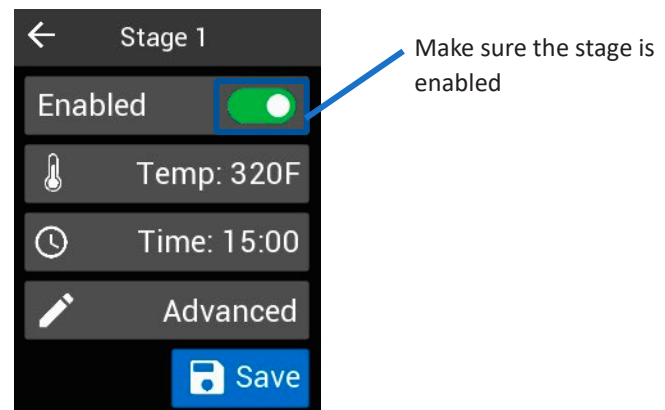 Stage 1
Make sure the stage is
enabled
Enabled
Temp: 320F
Time: 15:00
Advanced
Save